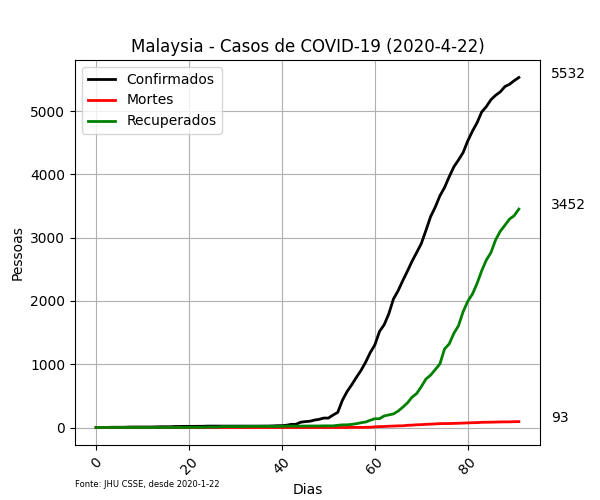 Malaysia - Casos de COVID-19 (2020-4-22)
Confirmados
Mortes
Recuperados
5532
3452
93
Pessoas
5000
4000
3000
2000
1000
0
0
20
40
60
80
Dias
Fonte: JHU CSSE, desde 2020-1-22